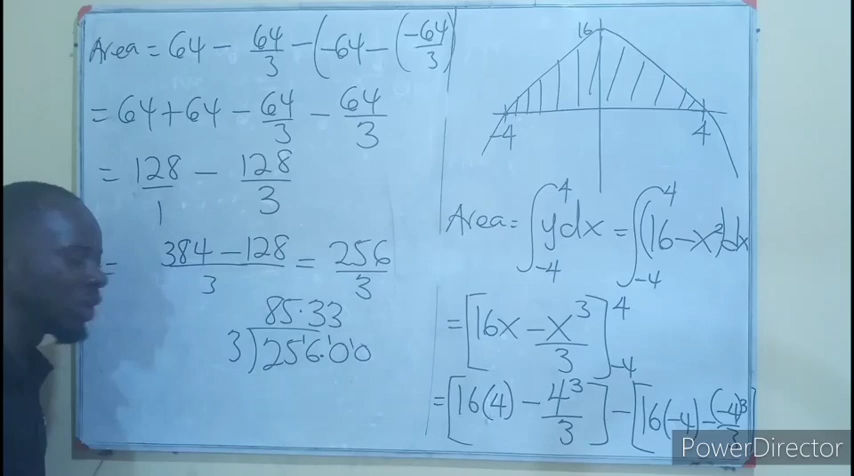 Area = 64 - 64/3 - (-64 - (-64/3)
= 64 + 64 - 64/3 - 64/3
= 128/1 - 128/3
= 384 - 128/3 = 256/3
85.33
3)256.00
16
-4 4
Area = ∫₋₄⁴ ydx = ∫₋₄⁴ (16-x²)dx
= [16x - x³/3]₋₄⁴
= [16(4) - 4³/3] - [16(-4) - (-4)³/3]
PowerDirector